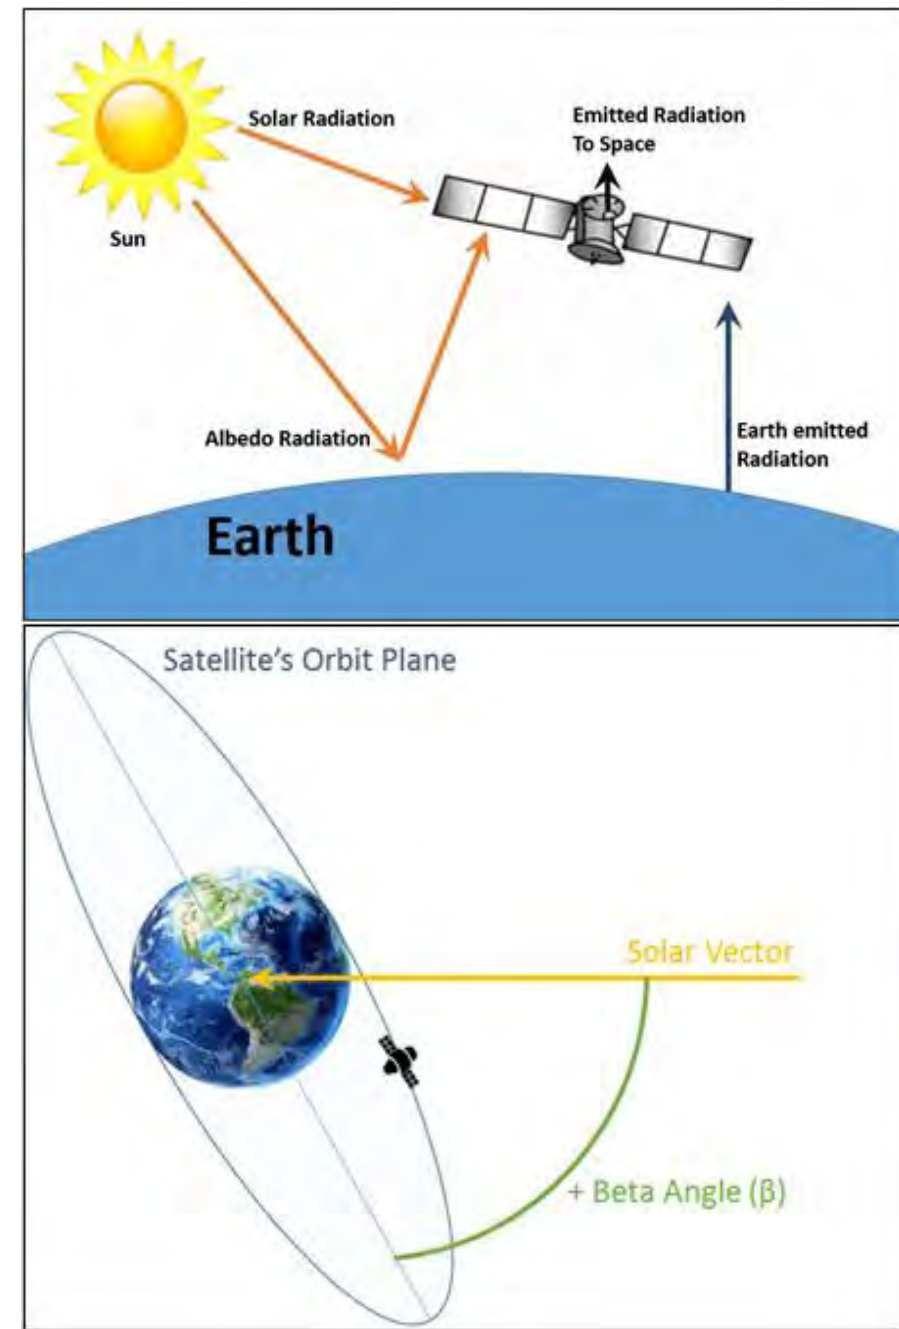 Solar Radiation
Emitted Radiation
To Space
Sun
Albedo Radiation
Earth emitted
Radiation
Earth
Satellite's Orbit Plane
Solar Vector
+ Beta Angle (β)